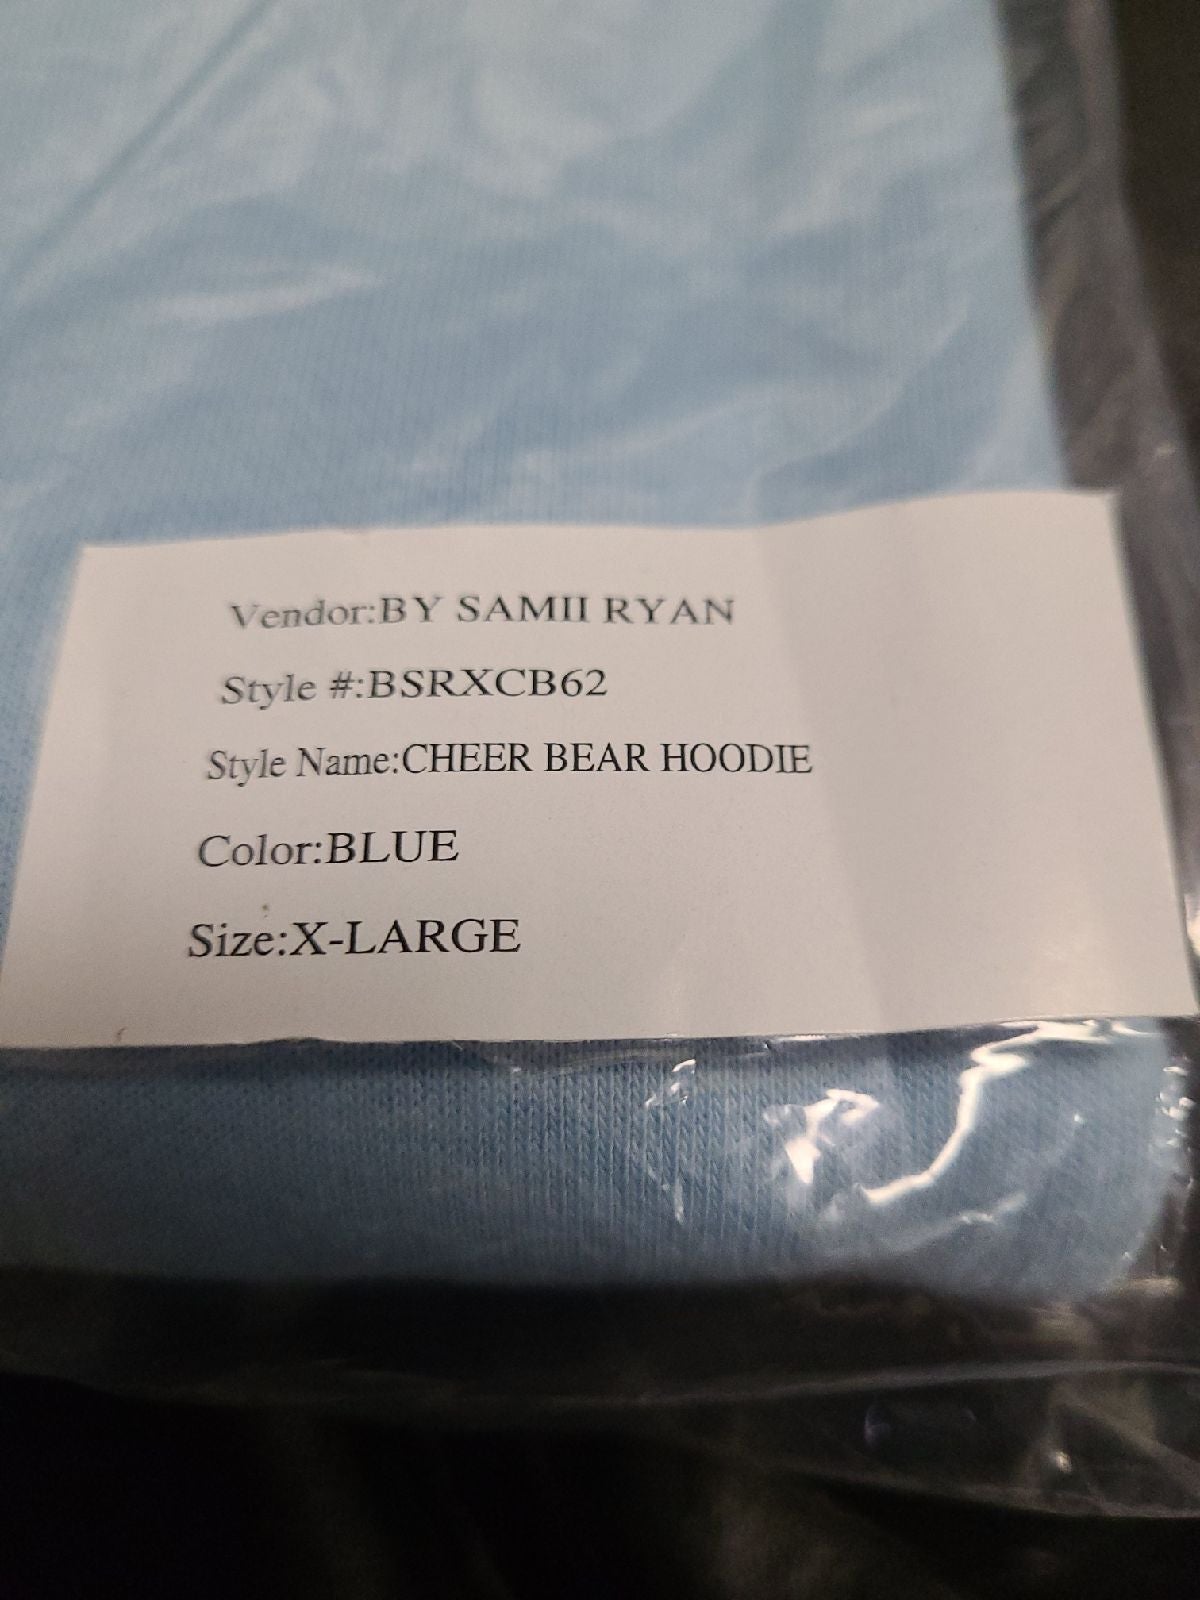 Vendor:BY SAMII RYAN
Style #:BSRXCB62
Style Name:CHEER BEAR HOODIE
Color:BLUE
Size:X-LARGE